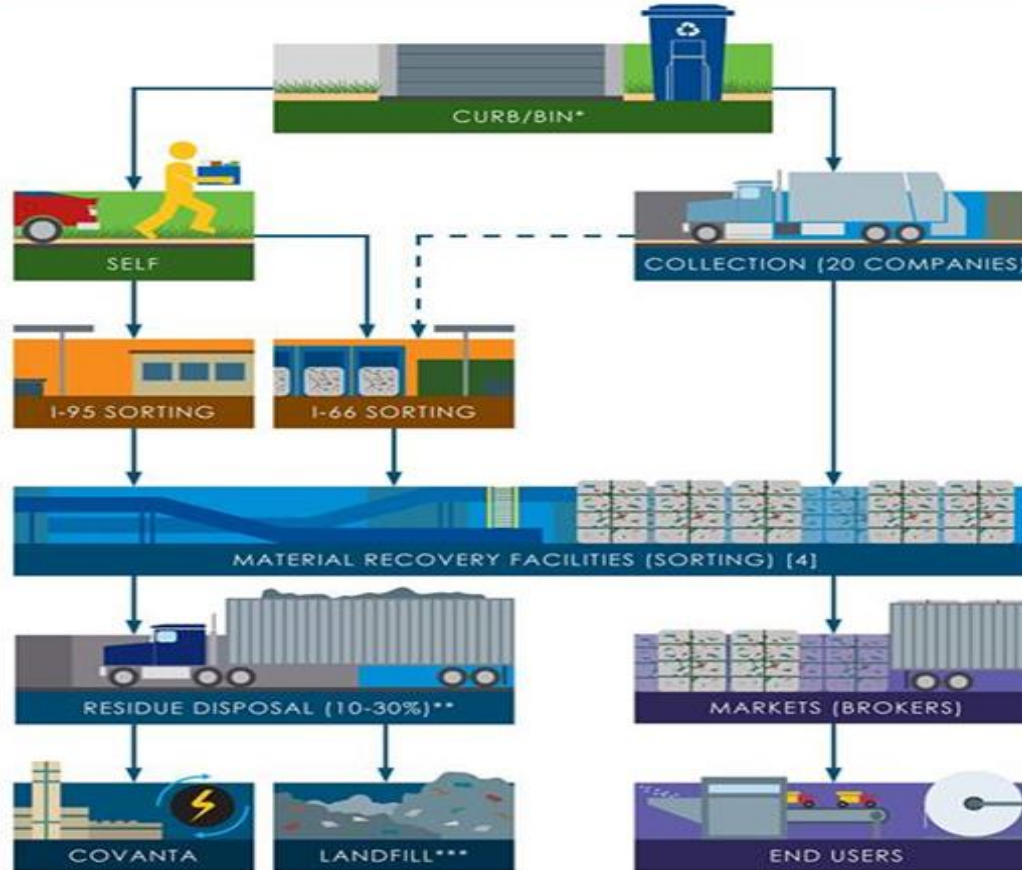 CURB/BIN*
SELF
COLLECTION (20 COMPANIES)
I-95 SORTING
I-66 SORTING
MATERIAL RECOVERY FACILITIES (SORTING) [4]
RESIDUE DISPOSAL (10-30%)**
MARKETS (BROKERS)
COVANTA
LANDFILL***
END USERS